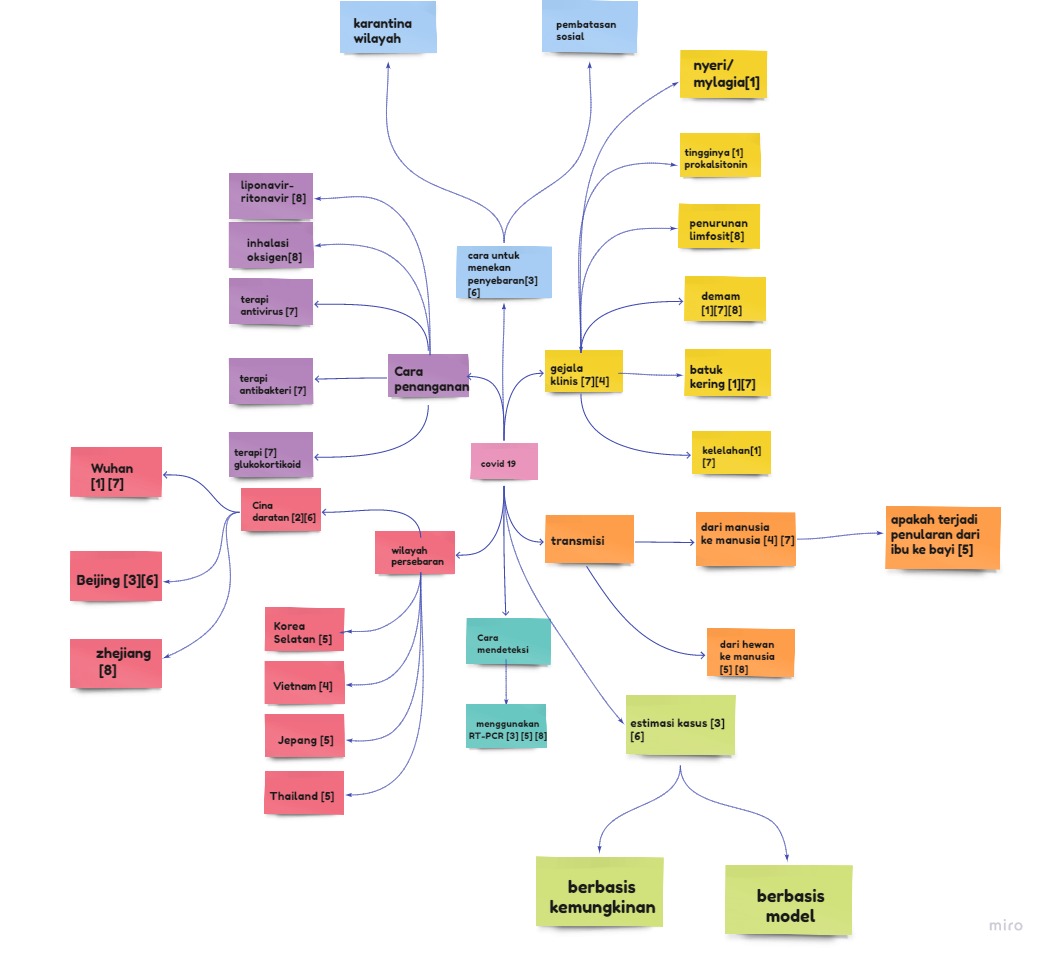 karantina
wilayah
pembatasan
sosial
nyeri/
mylagia[1]
tingginya [1]
prokalsitonin
penurunan
limfosit[8]
demam
[1][7][8]
batuk
kering [1][7]
kelelahan[1]
[7]
gejala
klinis [7][4]
cara untuk
menekan
penyebaran[3]
[6]
liponavir-
ritonavir [8]
inhalasi
oksigen[8]
terapi
antivirus [7]
terapi
antibakteri [7]
terapi [7]
glukokortikoid
Cara
penanganan
covid 19
Wuhan
[1] [7]
Beijing [3][6]
zhejiang
[8]
Cina
daratan [2][6]
wilayah
persebaran
Korea
Selatan [5]
Vietnam [4]
Jepang [5]
Thailand [5]
Cara
mendeteksi
menggunakan
RT-PCR [3] [5] [8]
transmisi
dari manusia
ke manusia [4] [7]
apakah terjadi
penularan dari
ibu ke bayi [5]
dari hewan
ke manusia
[5] [8]
estimasi kasus [3]
[6]
berbasis
kemungkinan
berbasis
model
miro